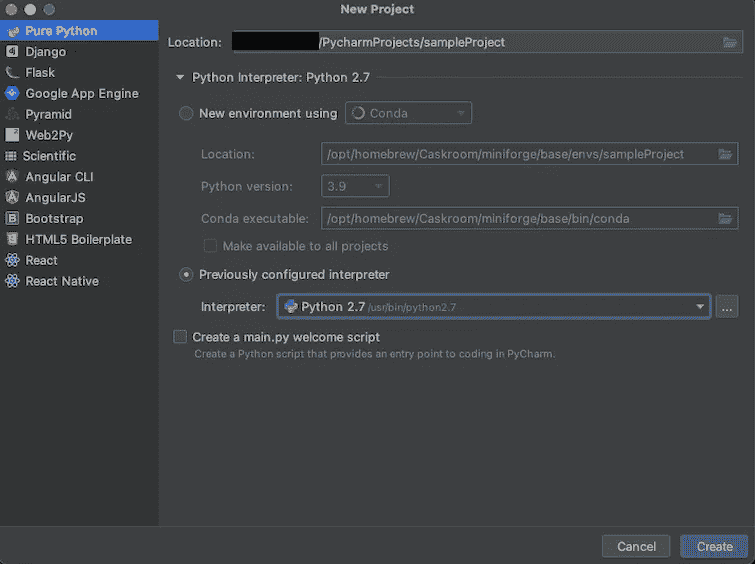 New Project
Pure Python
Django
Flask
Google App Engine
Pyramid
Web2Py
Scientific
Angular CLI
AngularJS
Bootstrap
HTML5 Boilerplate
React
React Native
Location: /PycharmProjects/sampleProject
Python Interpreter: Python 2.7
New environment using Conda
Location: /opt/homebrew/Caskroom/miniforge/base/envs/sampleProject
Python version: 3.9
Conda executable: /opt/homebrew/Caskroom/miniforge/base/bin/conda
Make available to all projects
Previously configured interpreter
Interpreter: Python 2.7 /usr/bin/python2.7 ...
Create a main.py welcome script
Create a Python script that provides an entry point to coding in PyCharm.
Cancel Create